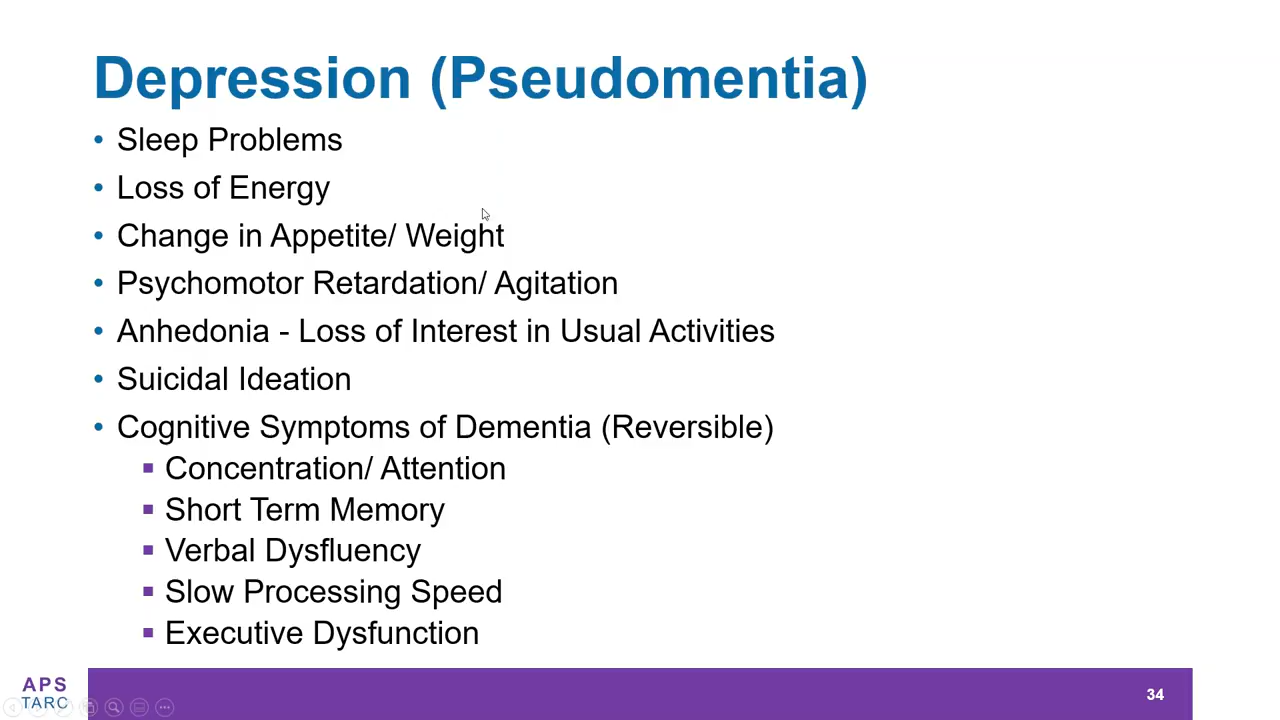 Depression (Pseudomentia)
• Sleep Problems
• Loss of Energy
• Change in Appetite/ Weight
• Psychomotor Retardation/ Agitation
• Anhedonia - Loss of Interest in Usual Activities
• Suicidal Ideation
• Cognitive Symptoms of Dementia (Reversible)
▪ Concentration/ Attention
▪ Short Term Memory
▪ Verbal Dysfluency
▪ Slow Processing Speed
▪ Executive Dysfunction
APS
TARC
34